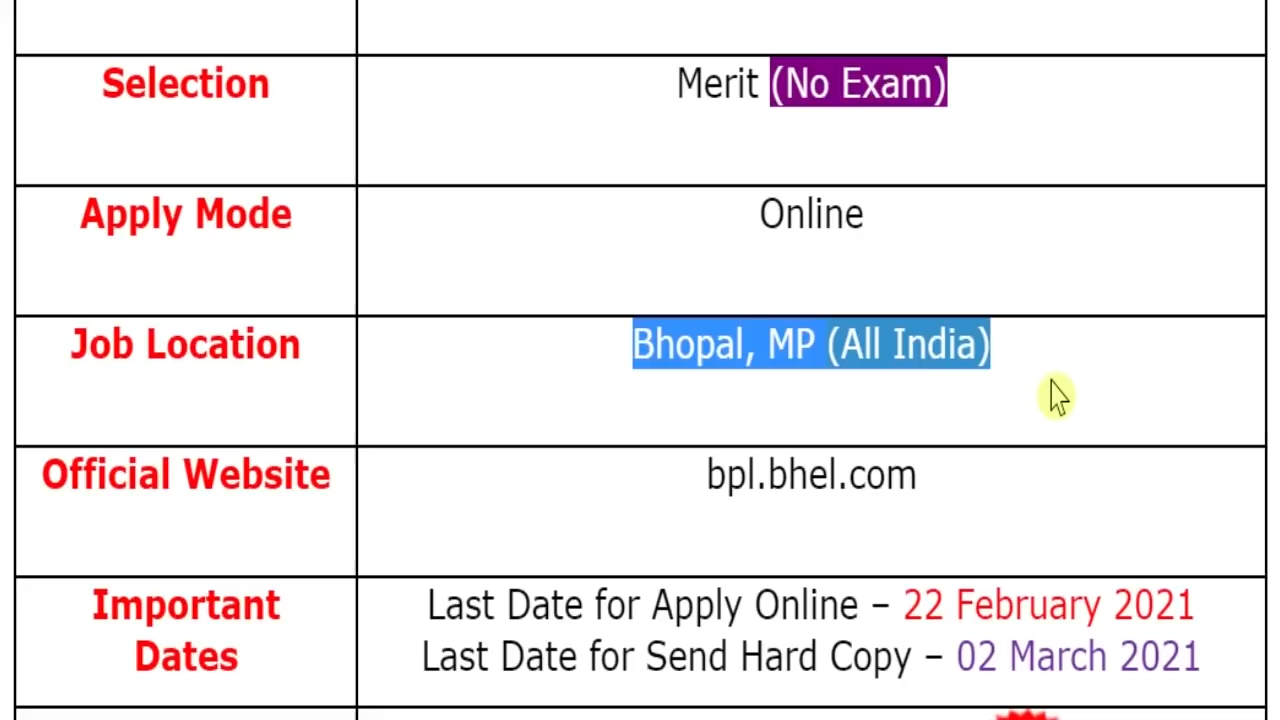 Selection
Merit (No Exam)
Apply Mode
Online
Job Location
Bhopal, MP (All India)
Official Website
bpl.bhel.com
Important
Dates
Last Date for Apply Online – 22 February 2021
Last Date for Send Hard Copy – 02 March 2021